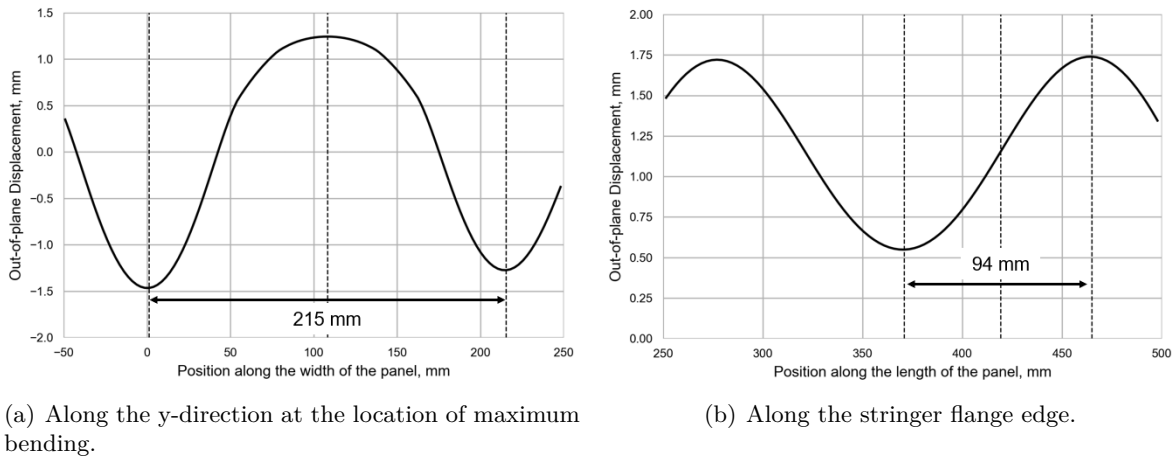 1.5
1.0
0.5
0.0
−0.5
−1.0
−1.5
−2.0
Out-of-plane Displacement, mm
215 mm
−50 0 50 100 150 200 250
Position along the width of the panel, mm
2.00
1.75
1.50
1.25
1.00
0.75
0.50
0.25
0.00
Out-of-plane Displacement, mm
94 mm
250 300 350 400 450 500
Position along the length of the panel, mm
(a) Along the y-direction at the location of maximum
bending.
(b) Along the stringer flange edge.